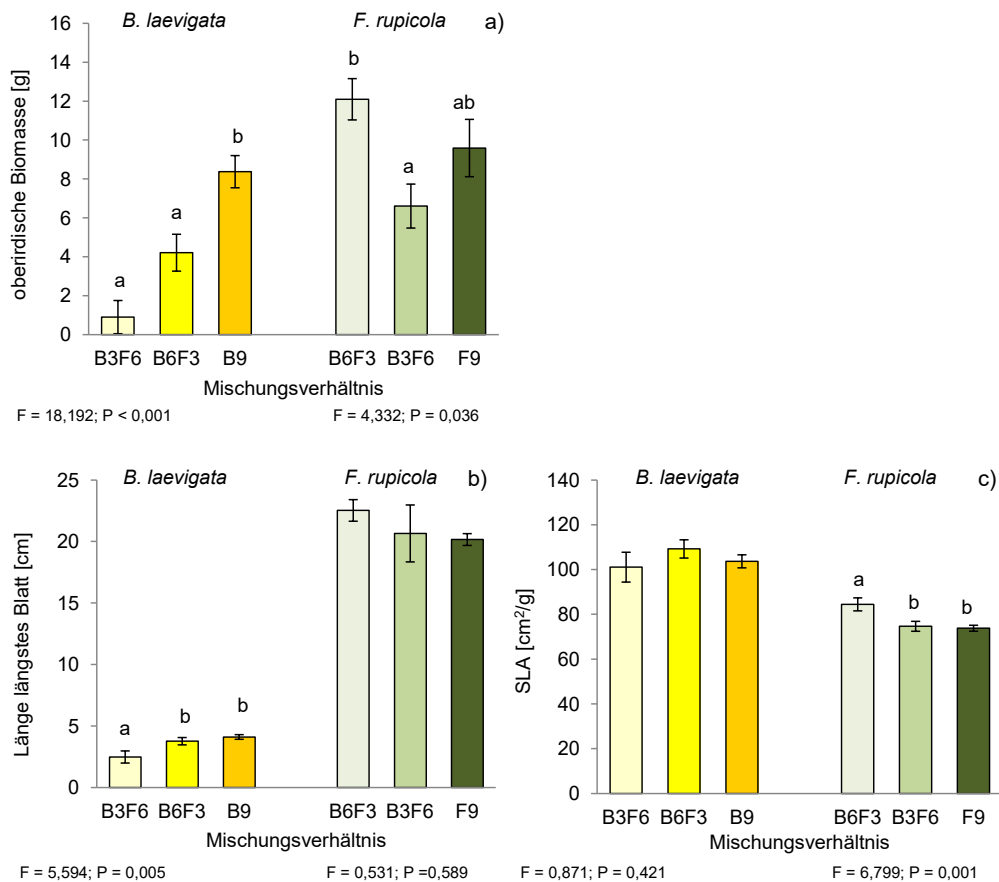 B. laevigata F. rupicola a)
oberirdische Biomasse [g]
16
14
12
10
8
6
4
2
0
a a b b a ab
B3F6 B6F3 B9 B6F3 B3F6 F9
Mischungsverhältnis
F = 18,192; P < 0,001 F = 4,332; P = 0,036
B. laevigata F. rupicola b)
Länge längstes Blatt [cm]
25
20
15
10
5
0
a b b
B3F6 B6F3 B9 B6F3 B3F6 F9
Mischungsverhältnis
F = 5,594; P = 0,005 F = 0,531; P =0,589
B. laevigata F. rupicola c)
SLA [cm²/g]
140
120
100
80
60
40
20
0
a b b
B3F6 B6F3 B9 B6F3 B3F6 F9
Mischungsverhältnis
F = 0,871; P = 0,421 F = 6,799; P = 0,001